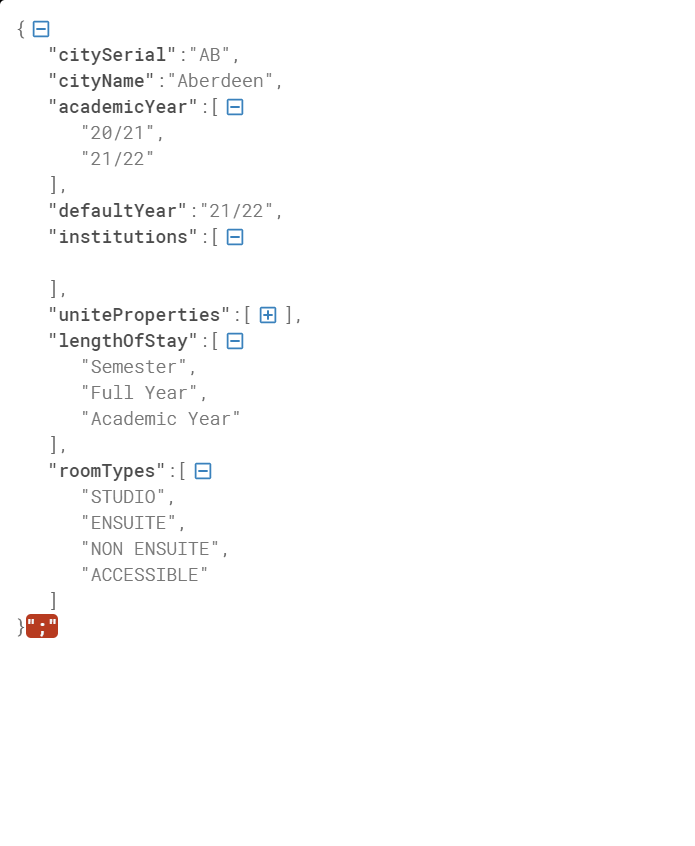 {
"citySerial":"AB",
"cityName":"Aberdeen",
"academicYear":[
"20/21",
"21/22"
],
"defaultYear":"21/22",
"institutions":[
],
"uniteProperties":[ ],
"lengthOfStay":[
"Semester",
"Full Year",
"Academic Year"
],
"roomTypes":[
"STUDIO",
"ENSUITE",
"NON ENSUITE",
"ACCESSIBLE"
]
}";"